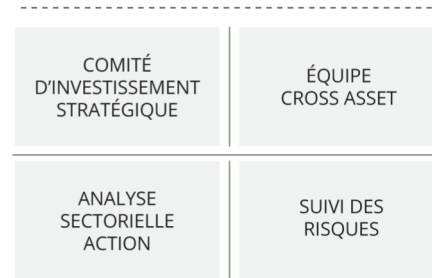 COMITÉ
D'INVESTISSEMENT
STRATÉGIQUE
ÉQUIPE
CROSS ASSET
ANALYSE
SECTORIELLE
ACTION
SUIVI DES
RISQUES